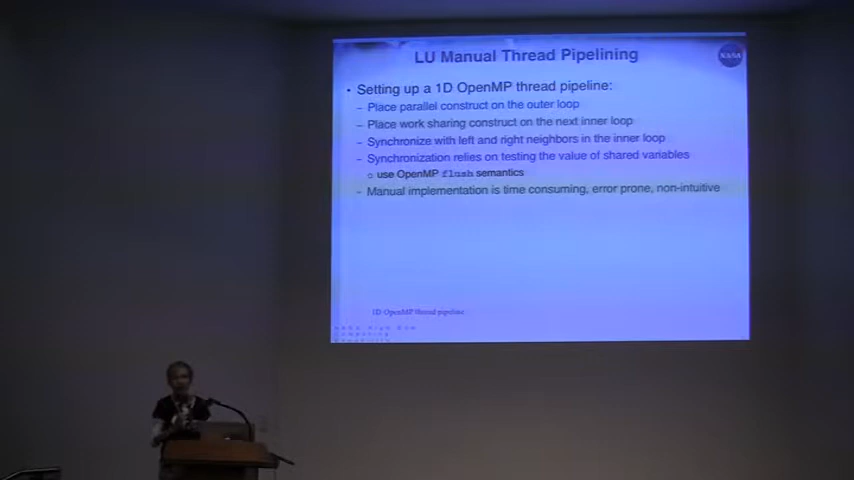 LU Manual Thread Pipelining
NASA
• Setting up a 1D OpenMP thread pipeline:
– Place parallel construct on the outer loop
– Place work sharing construct on the next inner loop
– Synchronize with left and right neighbors in the inner loop
– Synchronization relies on testing the value of shared variables
○ use OpenMP flush semantics
– Manual implementation is time consuming, error prone, non-intuitive
1D OpenMP thread pipeline